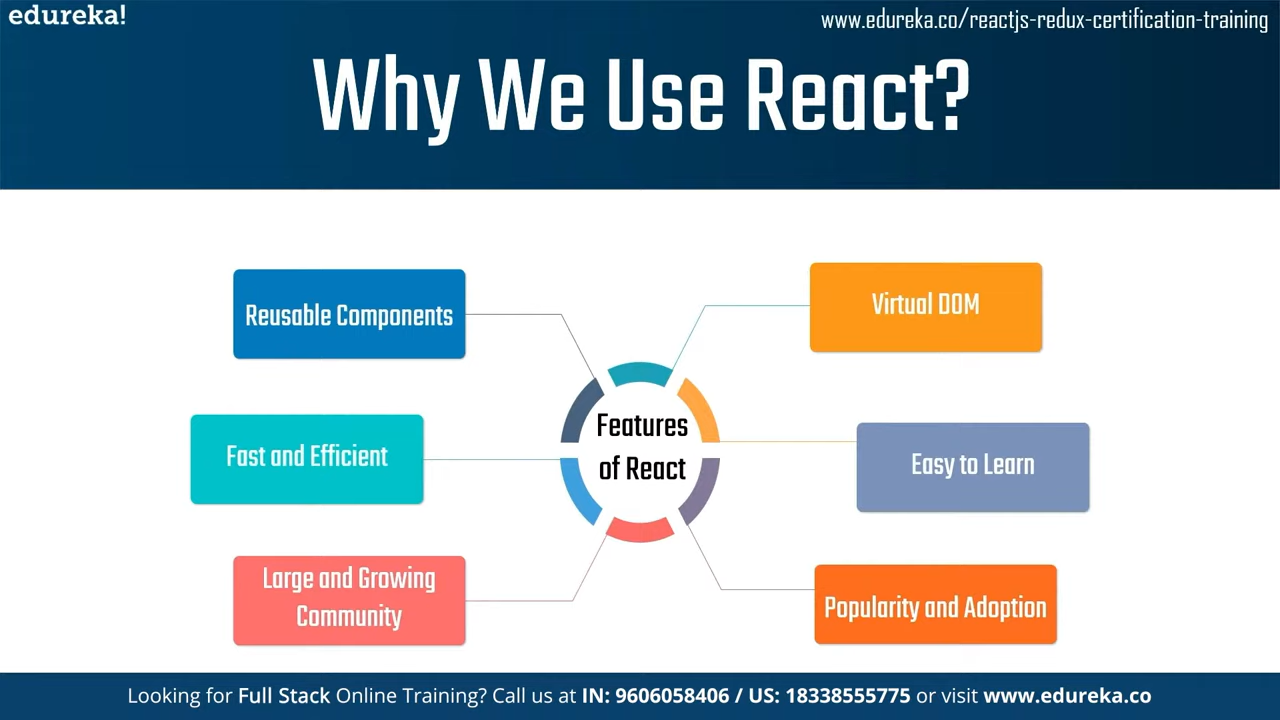 edureka!
www.edureka.co/reactjs-redux-certification-training
Why We Use React?
Reusable Components
Virtual DOM
Features
of React
Fast and Efficient
Easy to Learn
Large and Growing
Community
Popularity and Adoption
Looking for Full Stack Online Training? Call us at IN: 9606058406 / US: 18338555775 or visit www.edureka.co